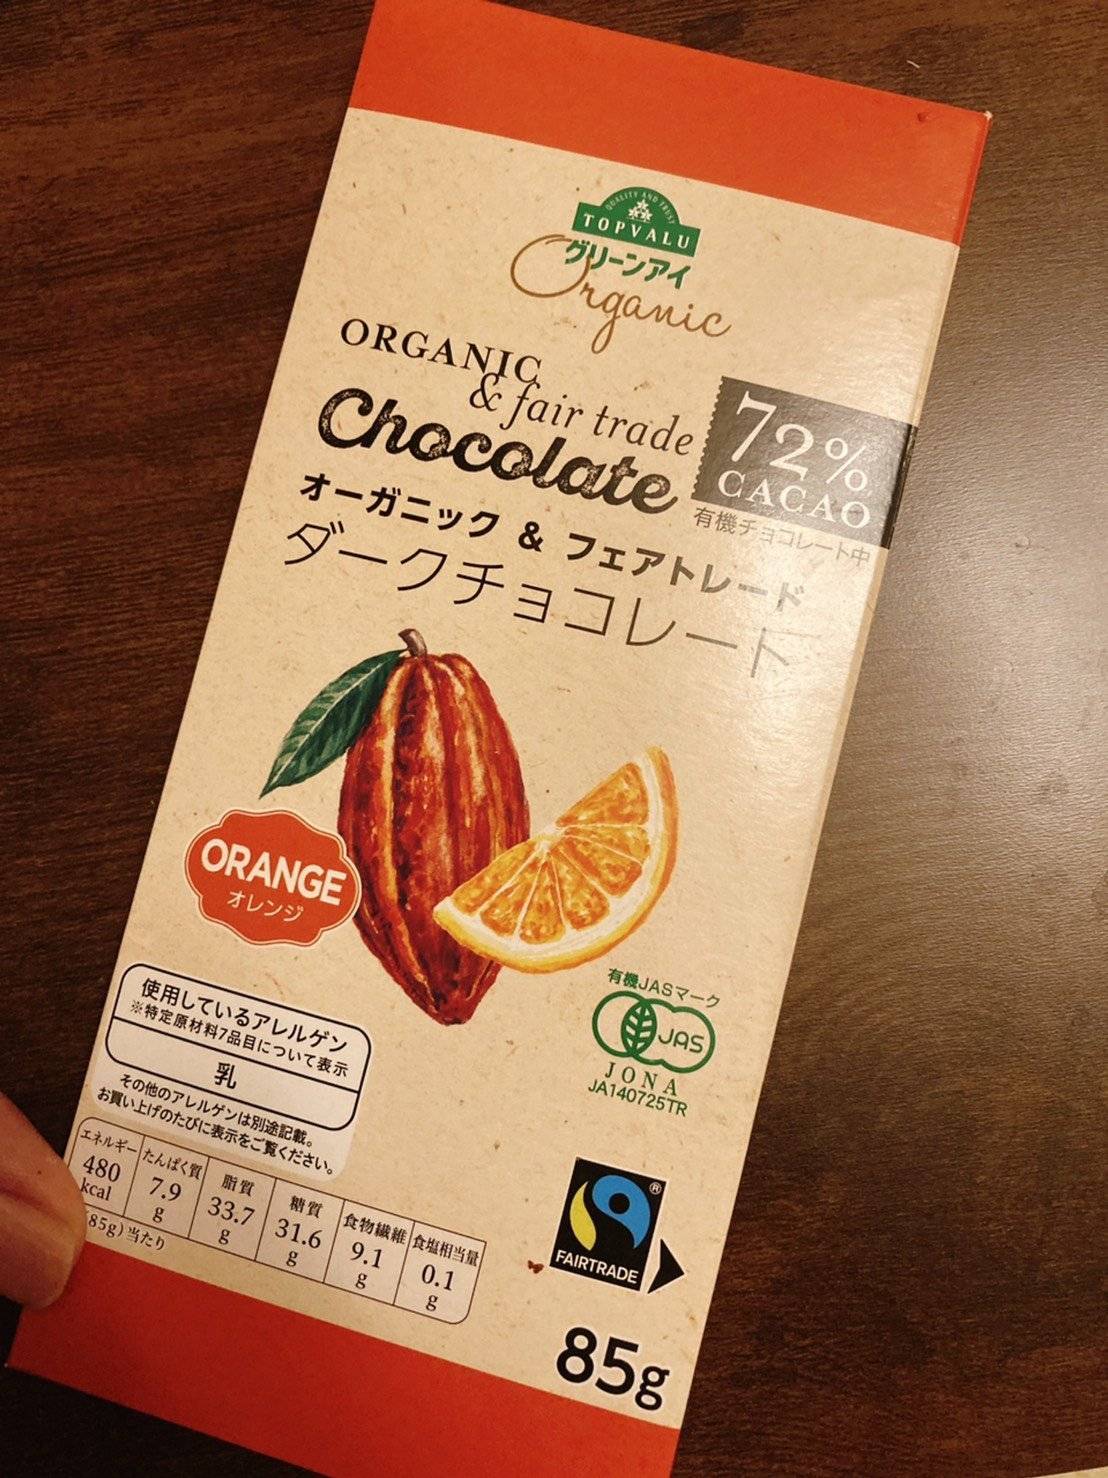 QUALITY AND TRUST
TOPVALU
グリーンアイ
Organic
ORGANIC
& fair trade
Chocolate
72%
CACAO
有機チョコレート中
オーガニック & フェアトレード
ダークチョコレート
ORANGE
オレンジ
有機JASマーク
JAS
JONA
JA140725TR
使用しているアレルゲン
※特定原材料7品目について表示
乳
その他のアレルゲンは別途記載。
お買い上げのたびに表示をご覧ください。
エネルギー たんぱく質 脂質 糖質 食物繊維 食塩相当量
480 7.9 33.7 31.6 9.1 0.1
kcal g g g g g
(85g)当たり
FAIRTRADE
®
85g